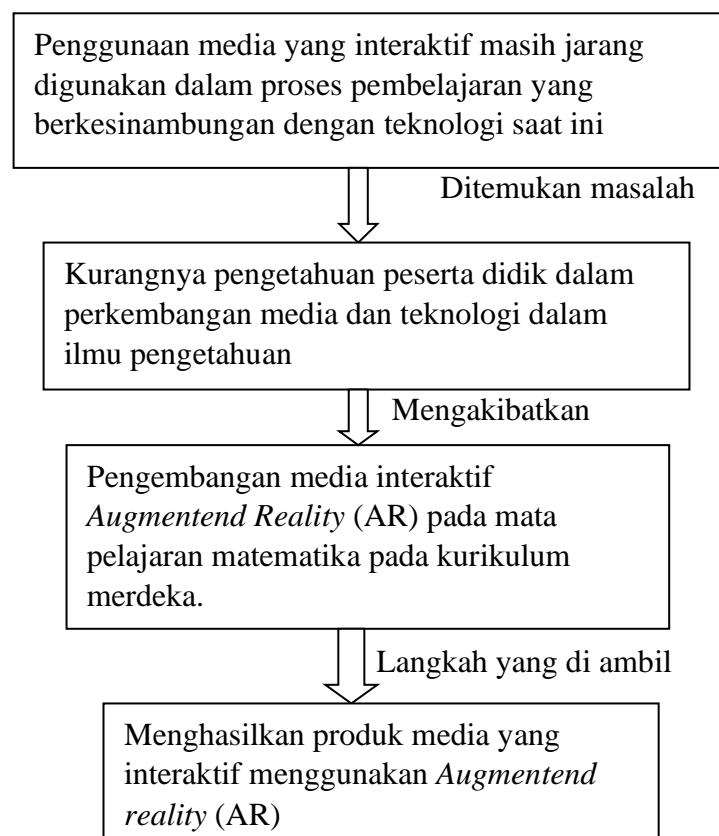 Penggunaan media yang interaktif masih jarang
digunakan dalam proses pembelajaran yang
berkesinambungan dengan teknologi saat ini
Ditemukan masalah
Kurangnya pengetahuan peserta didik dalam
perkembangan media dan teknologi dalam
ilmu pengetahuan
Mengakibatkan
Pengembangan media interaktif
Augmentend Reality (AR) pada mata
pelajaran matematika pada kurikulum
merdeka.
Langkah yang di ambil
Menghasilkan produk media yang
interaktif menggunakan Augmentend
reality (AR)